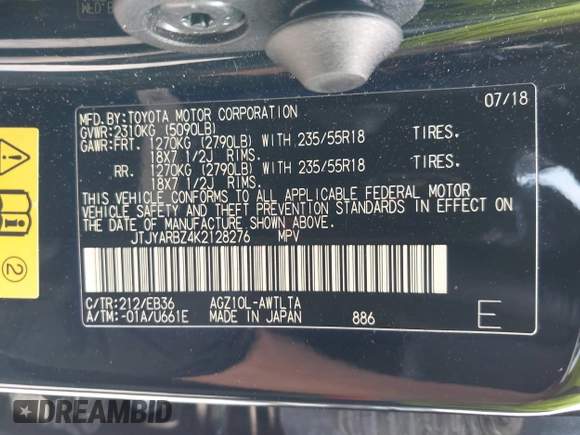 MFD.BY:TOYOTA MOTOR CORPORATION 07/18
GVWR:2310KG (5090LB)
GAWR:FRT. 1270KG (2790LB) WITH 235/55R18 TIRES.
18X7 1/2J RIMS.
RR. 1270KG (2790LB) WITH 235/55R18 TIRES.
18X7 1/2J RIMS.
THIS VEHICLE CONFORMS TO ALL APPLICABLE FEDERAL MOTOR
VEHICLE SAFETY AND THEFT PREVENTION STANDARDS IN EFFECT ON
THE DATE OF MANUFACTURE SHOWN ABOVE.
JTJYARBZ4K2128276 MPV
C/TR:212/EB36 AGZ10L-AWTLTA
A/TM:-01A/U661E MADE IN JAPAN 886 E
2
DREAMBID